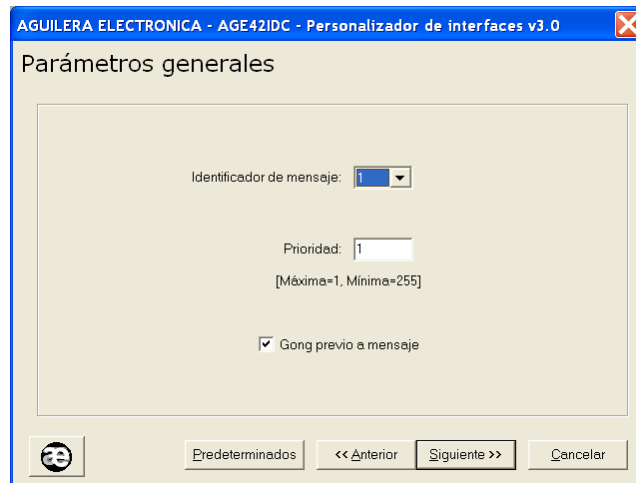 AGUILERA ELECTRONICA - AGE42IDC - Personalizador de interfaces v3.0
Parámetros generales
Identificador de mensaje: 1
Prioridad: 1
[Máxima=1, Mínima=255]
Gong previo a mensaje
æ
Predeterminados << Anterior Siguiente >> Cancelar